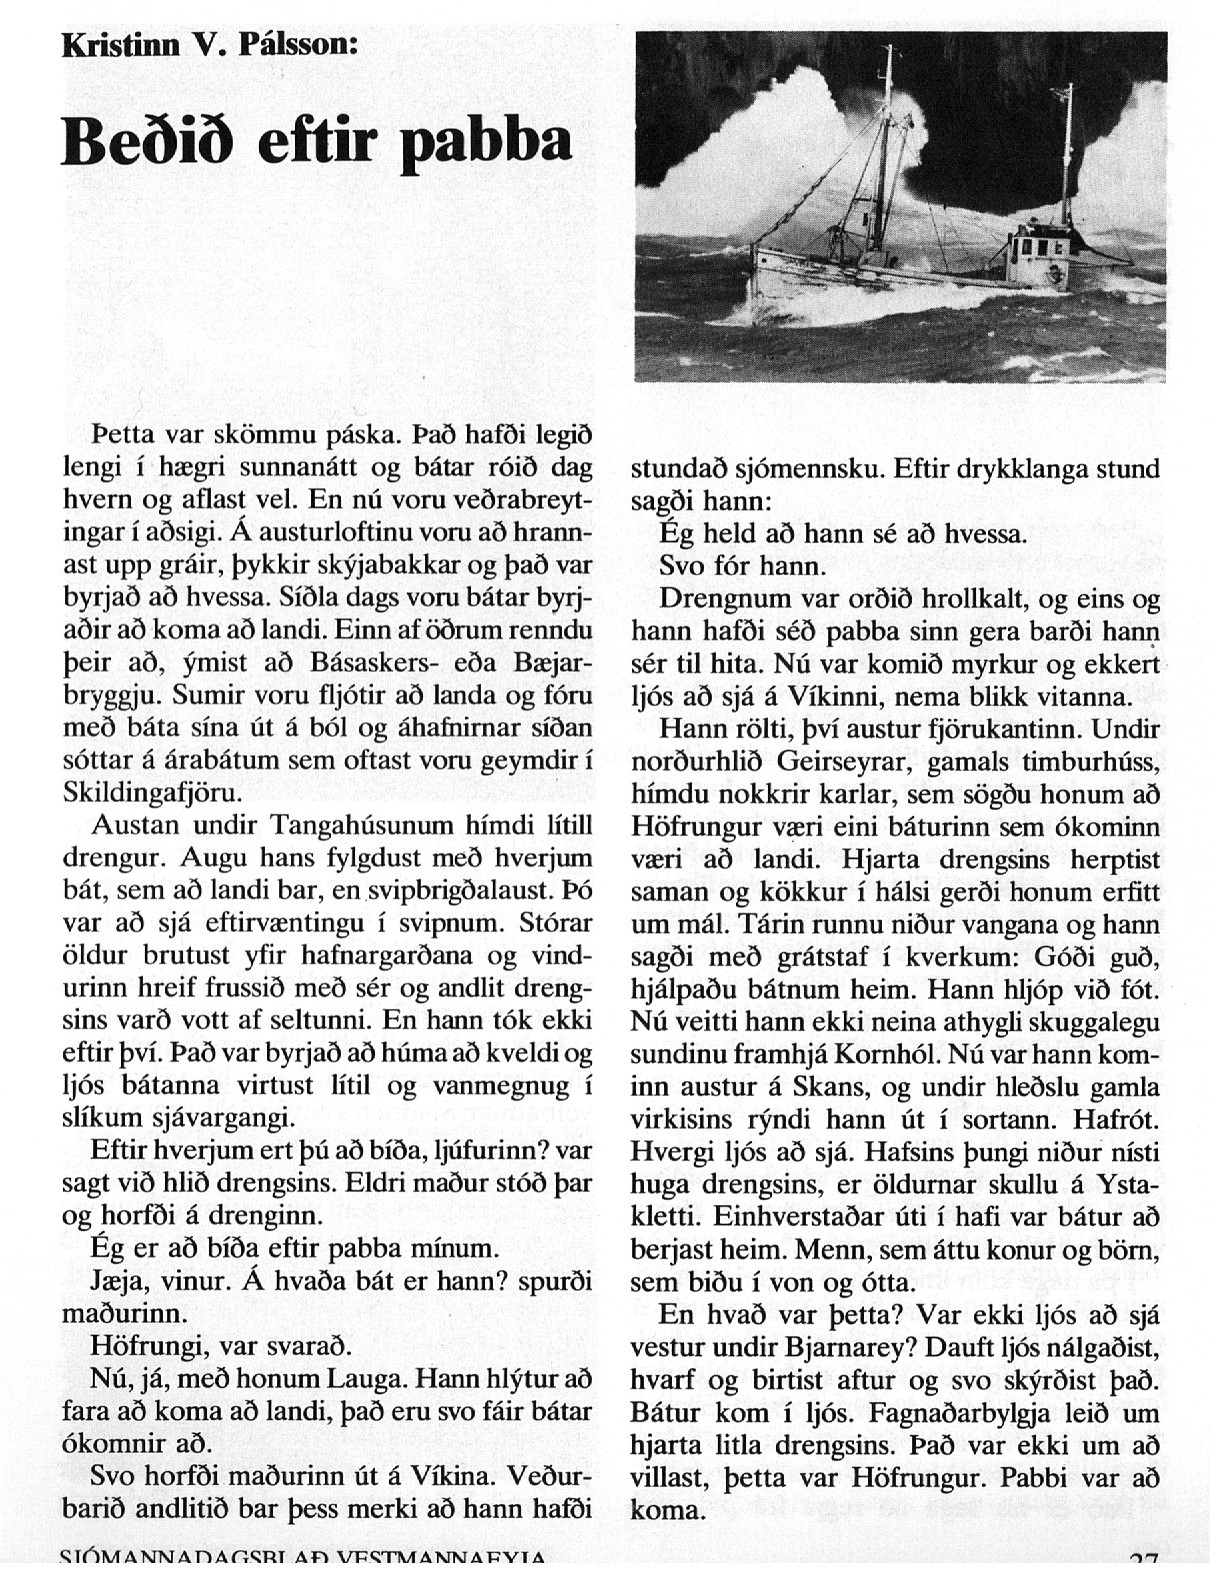 Kristinn V. Pálsson:
Beðið eftir pabba
Þetta var skömmu páska. Það hafði legið
lengi í hægri sunnanátt og bátar róið dag
hvern og aflast vel. En nú voru veðrabreyt-
ingar í aðsigi. Á austurloftinu voru að hrann-
ast upp gráir, þykkir skýjabakkar og það var
byrjað að hvessa. Síðla dags voru bátar byrj-
aðir að koma að landi. Einn af öðrum renndu
þeir að, ýmist að Básaskers- eða Bæjar-
bryggju. Sumir voru fljótir að landa og fóru
með báta sína út á ból og áhafnirnar síðan
sóttar á árabátum sem oftast voru geymdir í
Skildingafjöru.
Austan undir Tangahúsunum hímdi lítill
drengur. Augu hans fylgdust með hverjum
bát, sem að landi bar, en svipbrigðalaust. Þó
var að sjá eftirvæntingu í svipnum. Stórar
öldur brutust yfir hafnargarðana og vind-
urinn hreif frussið með sér og andlit dreng-
sins varð vott af seltunni. En hann tók ekki
eftir því. Það var byrjað að húma að kveldi og
ljós bátanna virtust lítil og vanmegnug í
slíkum sjávargangi.
Eftir hverjum ert þú að bíða, ljúfurinn? var
sagt við hlið drengsins. Eldri maður stóð þar
og horfði á drenginn.
Ég er að bíða eftir pabba mínum.
Jæja, vinur. Á hvaða bát er hann? spurði
maðurinn.
Höfrungi, var svarað.
Nú, já, með honum Lauga. Hann hlýtur að
fara að koma að landi, það eru svo fáir bátar
ókomnir að.
Svo horfði maðurinn út á Víkina. Veður-
barið andlitið bar þess merki að hann hafði
stundað sjómennsku. Eftir drykklanga stund
sagði hann:
Ég held að hann sé að hvessa.
Svo fór hann.
Drengnum var orðið hrollkalt, og eins og
hann hafði séð pabba sinn gera barði hann
sér til hita. Nú var komið myrkur og ekkert
ljós að sjá á Víkinni, nema blikk vitanna.
Hann rölti, því austur fjörukantinn. Undir
norðurhlið Geirseyrar, gamals timburhúss,
hímdu nokkrir karlar, sem sögðu honum að
Höfrungur væri eini báturinn sem ókominn
væri að landi. Hjarta drengsins herptist
saman og kökkur í hálsi gerði honum erfitt
um mál. Tárin runnu niður vangana og hann
sagði með grátstaf í kverkum: Góði guð,
hjálpaðu bátnum heim. Hann hljóp við fót.
Nú veitti hann ekki neina athygli skuggalegu
sundinu framhjá Kornhól. Nú var hann kom-
inn austur á Skans, og undir hleðslu gamla
virkisins rýndi hann út í sortann. Hafrót.
Hvergi ljós að sjá. Hafsins þungi niður nísti
huga drengsins, er öldurnar skullu á Ysta-
kletti. Einhverstaðar úti í hafi var bátur að
berjast heim. Menn, sem áttu konur og börn,
sem biðu í von og ótta.
En hvað var þetta? Var ekki ljós að sjá
vestur undir Bjarnarey? Dauft ljós nálgaðist,
hvarf og birtist aftur og svo skýrðist það.
Bátur kom í ljós. Fagnaðarbylgja leið um
hjarta litla drengsins. Það var ekki um að
villast, þetta var Höfrungur. Pabbi var að
koma.
SJÓMANNADAGSBLAÐ VESTMANNAEYJA
27